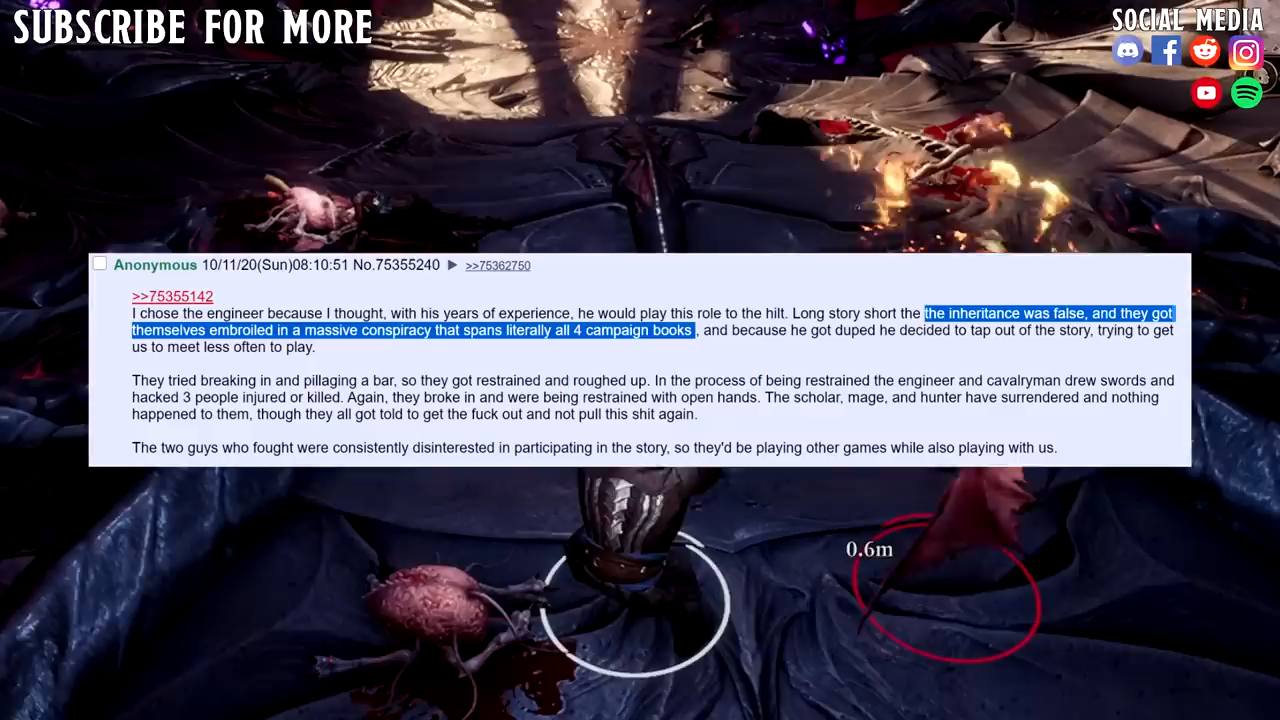 SUBSCRIBE FOR MORE
SOCIAL MEDIA
Anonymous 10/11/20(Sun)08:10:51 No.75355240 ▶ >>75362750
>>75355142
I chose the engineer because I thought, with his years of experience, he would play this role to the hilt. Long story short the the inheritance was false, and they got
themselves embroiled in a massive conspiracy that spans literally all 4 campaign books , and because he got duped he decided to tap out of the story, trying to get
us to meet less often to play.
They tried breaking in and pillaging a bar, so they got restrained and roughed up. In the process of being restrained the engineer and cavalryman drew swords and
hacked 3 people injured or killed. Again, they broke in and were being restrained with open hands. The scholar, mage, and hunter have surrendered and nothing
happened to them, though they all got told to get the fuck out and not pull this shit again.
The two guys who fought were consistently disinterested in participating in the story, so they'd be playing other games while also playing with us.
0.6m